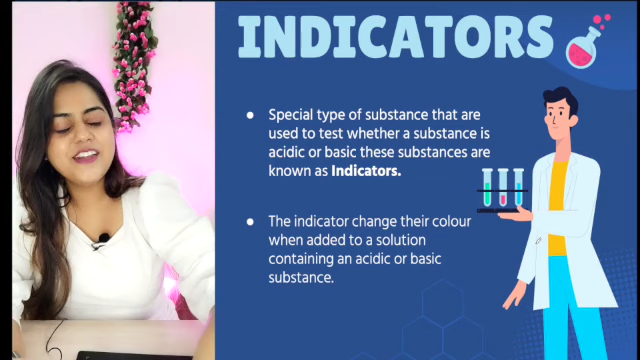 INDICATORS
Special type of substance that are
used to test whether a substance is
acidic or basic these substances are
known as Indicators.
The indicator change their colour
when added to a solution
containing an acidic or basic
substance.